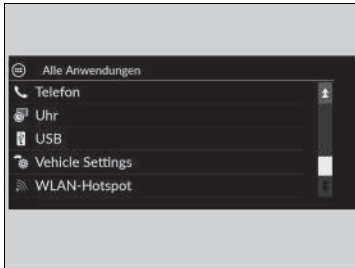 Alle Anwendungen
Telefon
Uhr
USB
Vehicle Settings
WLAN-Hotspot